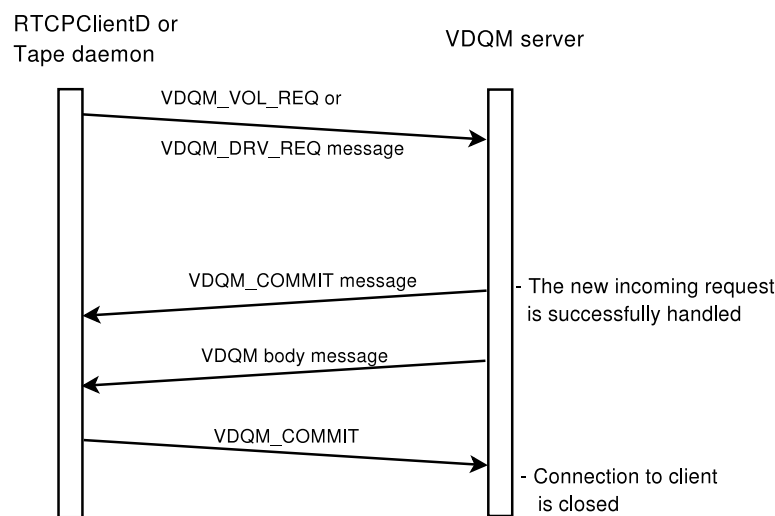 RTCPClientD or
Tape daemon
VDQM server
VDQM_VOL_REQ or
VDQM_DRV_REQ message
VDQM_COMMIT message
- The new incoming request
is successfully handled
VDQM body message
VDQM_COMMIT
- Connection to client
is closed